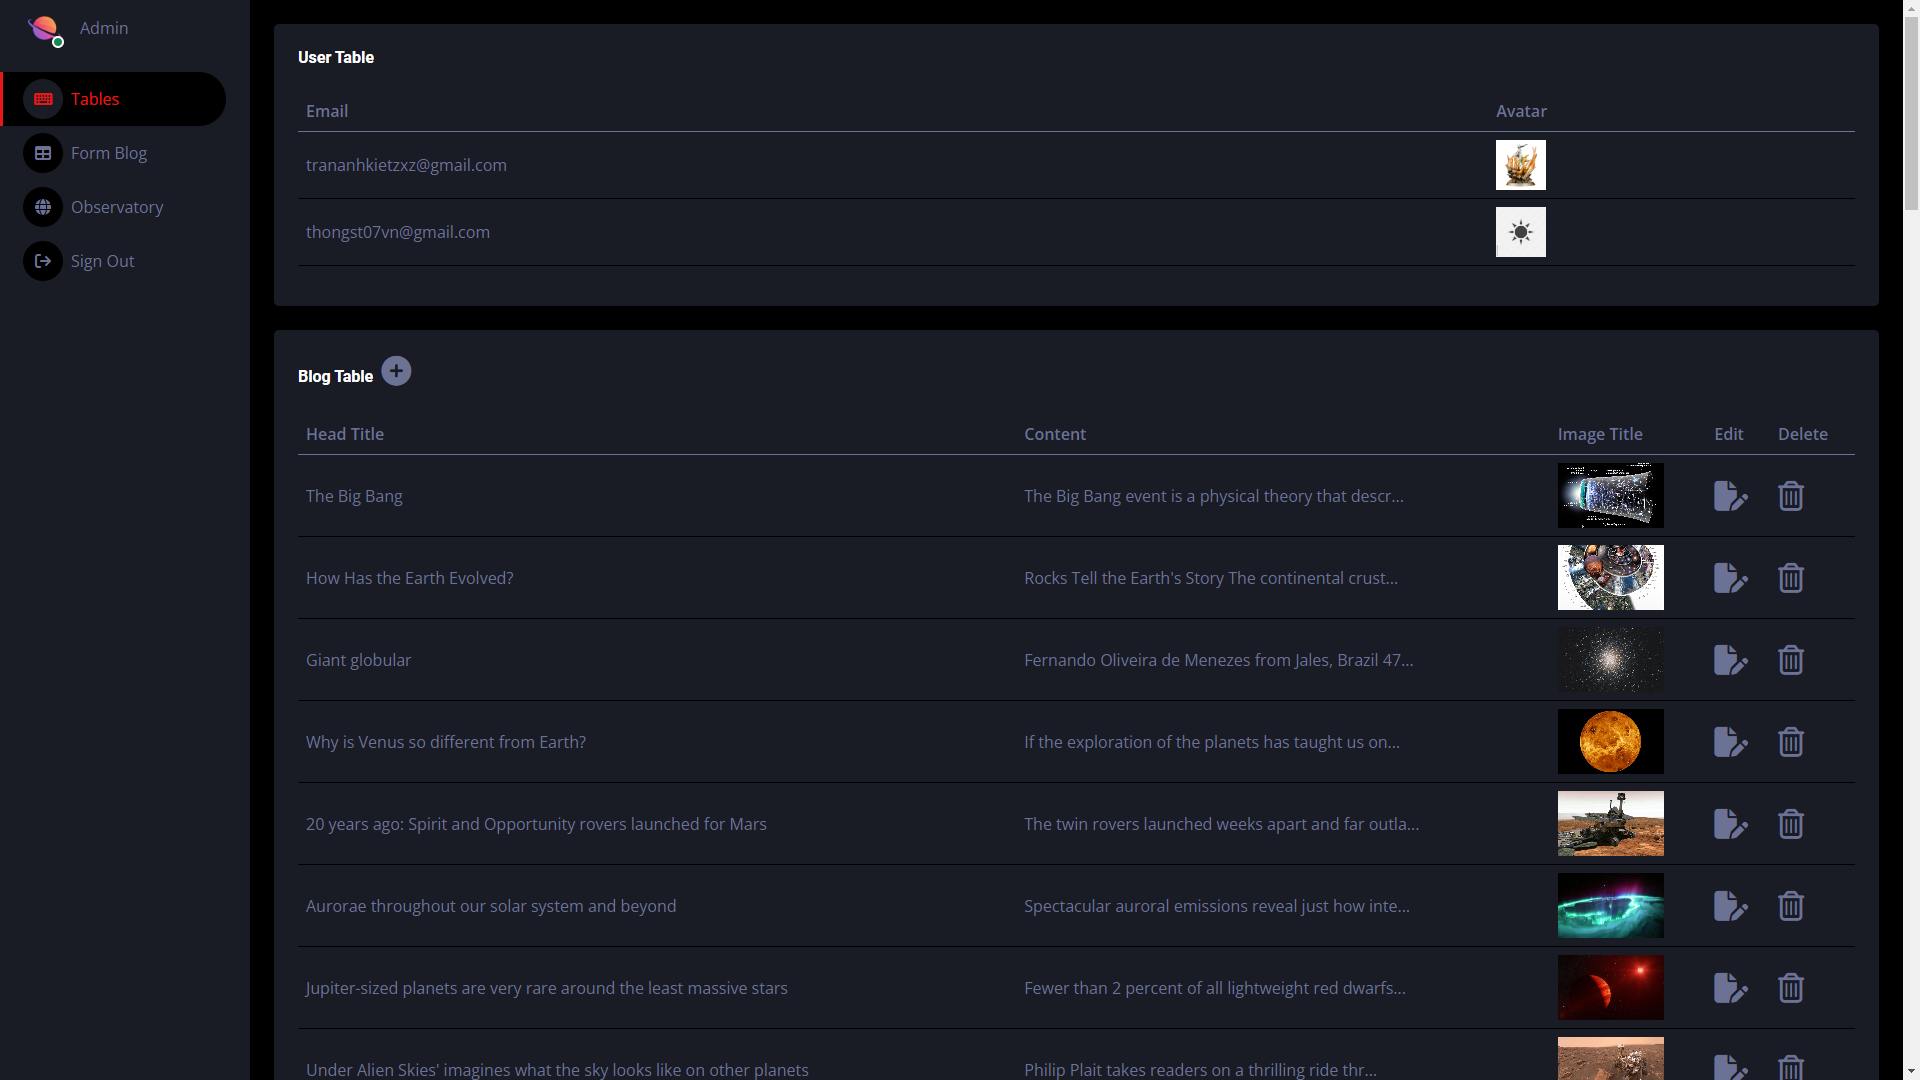 Admin
Tables
Form Blog
Observatory
Sign Out
User Table
Email Avatar
trananhkietzxz@gmail.com
thongst07vn@gmail.com
Blog Table
Head Title Content Image Title Edit Delete
The Big Bang The Big Bang event is a physical theory that descr...
How Has the Earth Evolved? Rocks Tell the Earth's Story The continental crust...
Giant globular Fernando Oliveira de Menezes from Jales, Brazil 47...
Why is Venus so different from Earth? If the exploration of the planets has taught us on...
20 years ago: Spirit and Opportunity rovers launched for Mars The twin rovers launched weeks apart and far outla...
Aurorae throughout our solar system and beyond Spectacular auroral emissions reveal just how inte...
Jupiter-sized planets are very rare around the least massive stars Fewer than 2 percent of all lightweight red dwarfs...
Under Alien Skies' imagines what the sky looks like on other planets Philip Plait takes readers on a thrilling ride thr...